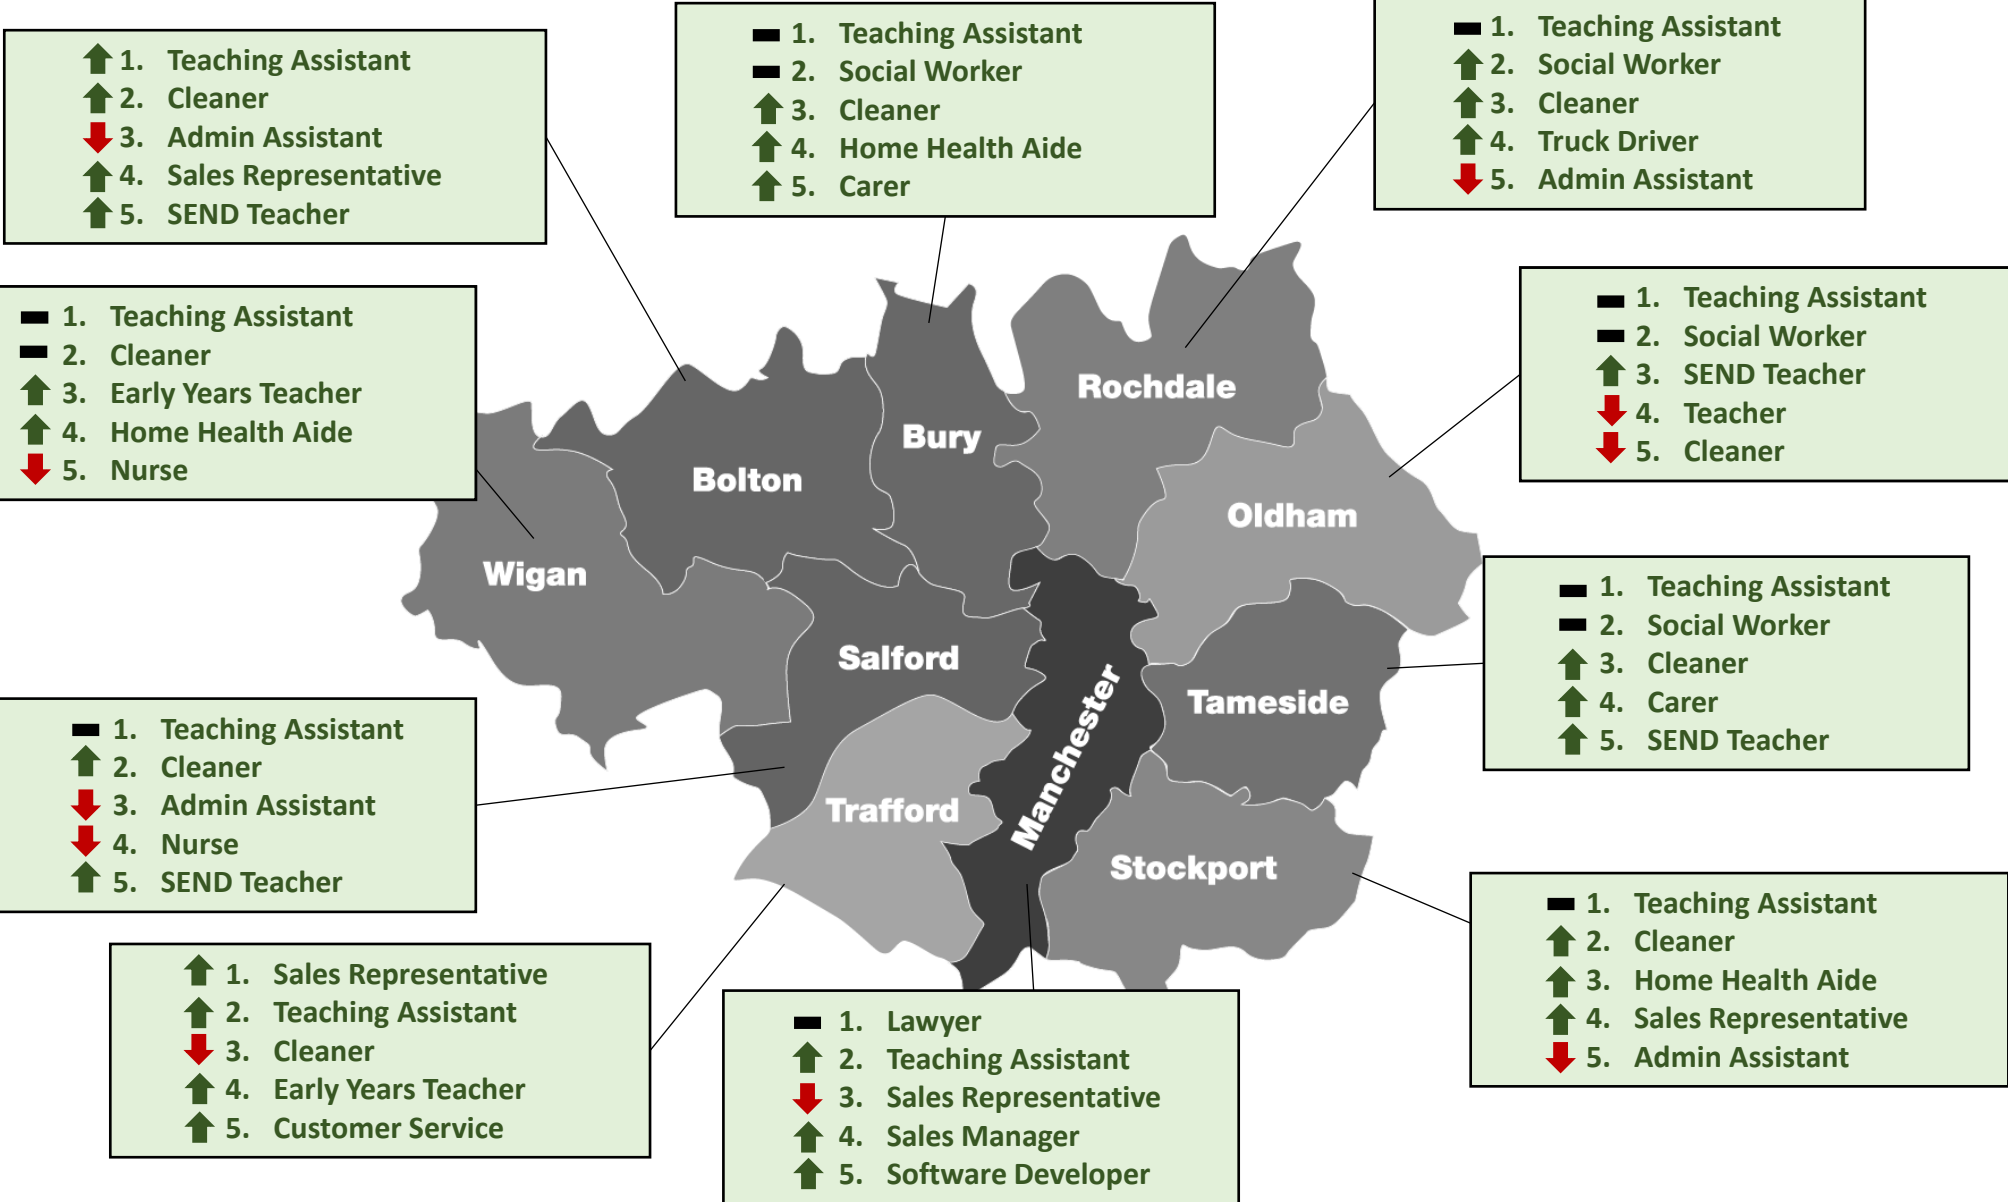 1. Teaching Assistant
2. Cleaner
3. Admin Assistant
4. Sales Representative
5. SEND Teacher
1. Teaching Assistant
2. Social Worker
3. Cleaner
4. Home Health Aide
5. Carer
1. Teaching Assistant
2. Social Worker
3. Cleaner
4. Truck Driver
5. Admin Assistant
1. Teaching Assistant
2. Cleaner
3. Early Years Teacher
4. Home Health Aide
5. Nurse
1. Teaching Assistant
2. Social Worker
3. SEND Teacher
4. Teacher
5. Cleaner
Rochdale
Bury
Bolton
Oldham
Wigan
Salford
Tameside
Manchester
Trafford
Stockport
1. Teaching Assistant
2. Social Worker
3. Cleaner
4. Carer
5. SEND Teacher
1. Teaching Assistant
2. Cleaner
3. Admin Assistant
4. Nurse
5. SEND Teacher
1. Teaching Assistant
2. Cleaner
3. Home Health Aide
4. Sales Representative
5. Admin Assistant
1. Sales Representative
2. Teaching Assistant
3. Cleaner
4. Early Years Teacher
5. Customer Service
1. Lawyer
2. Teaching Assistant
3. Sales Representative
4. Sales Manager
5. Software Developer